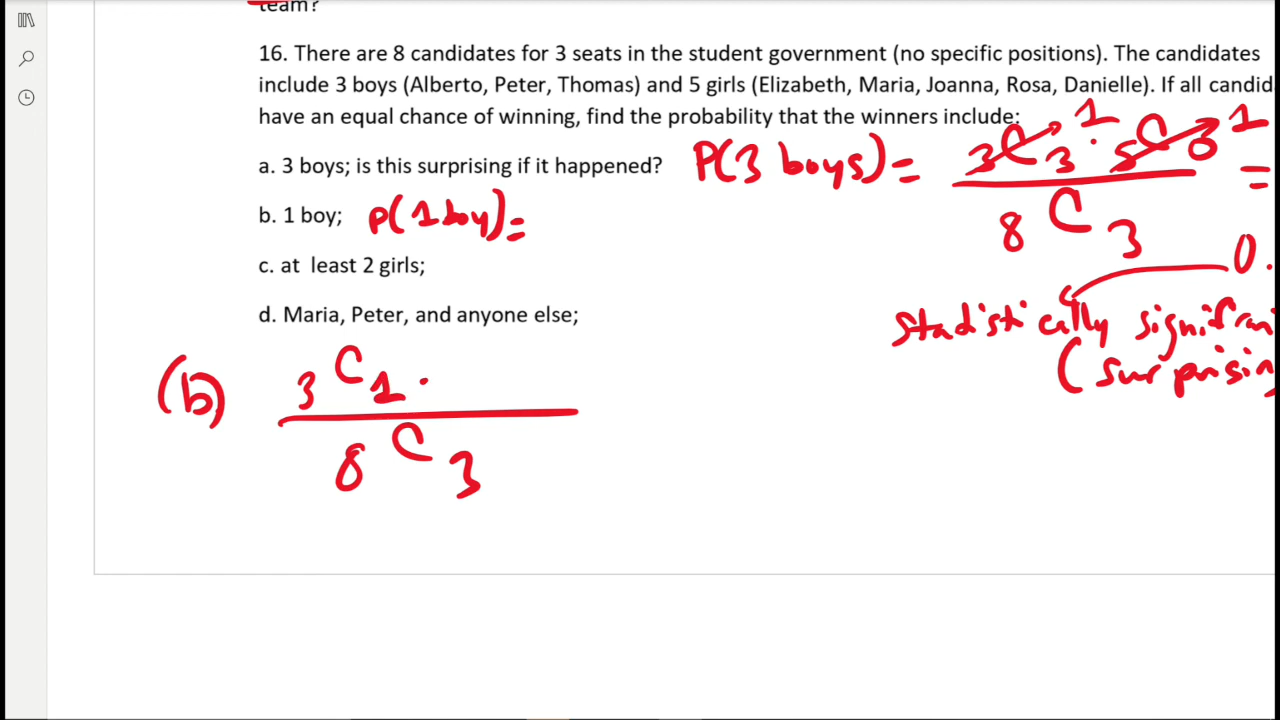 team?
16. There are 8 candidates for 3 seats in the student government (no specific positions). The candidates
include 3 boys (Alberto, Peter, Thomas) and 5 girls (Elizabeth, Maria, Joanna, Rosa, Danielle). If all candid
have an equal chance of winning, find the probability that the winners include:
a. 3 boys; is this surprising if it happened? P(3 boys) = 3C3 1 · 5C0 1 =
8C3
b. 1 boy; P(1 boy) =
0.
c. at least 2 girls;
d. Maria, Peter, and anyone else;
statistically signifi
(surprising
(b) 3C1 ·
8C3